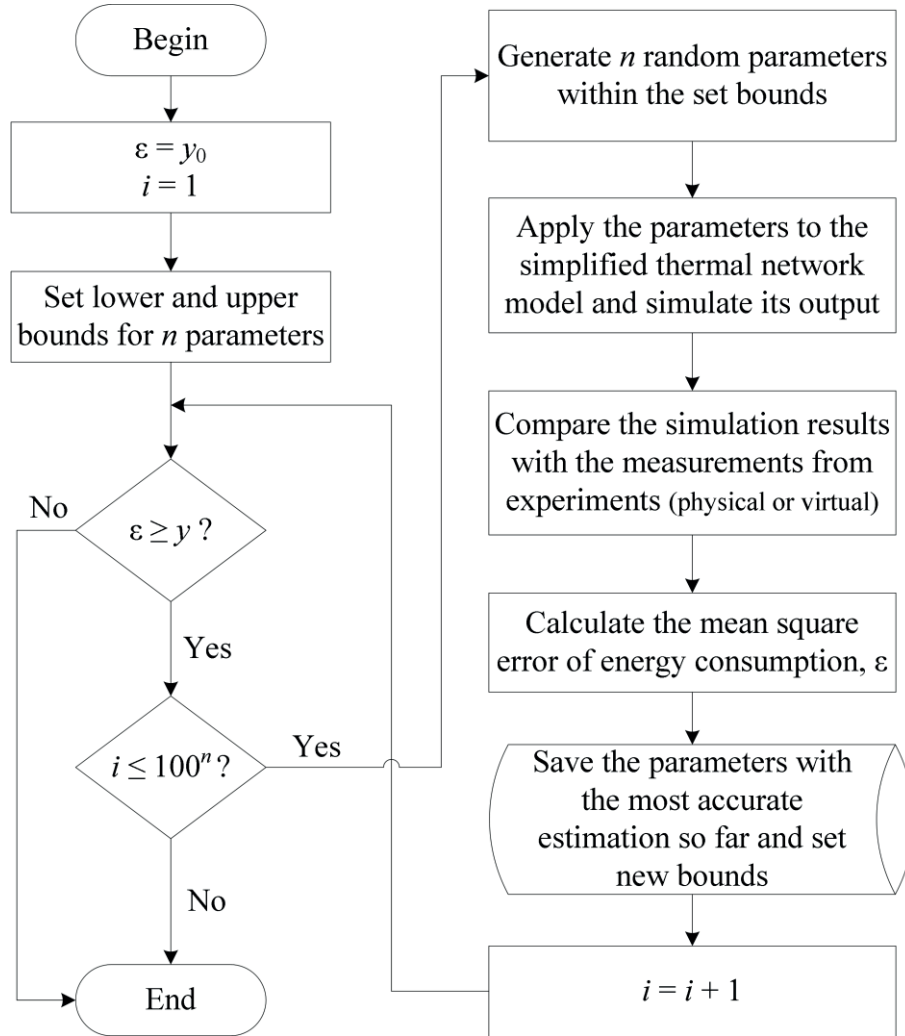 Begin
ε = y₀
i = 1
Set lower and upper
bounds for n parameters
No
ε ≥ y ?
Yes
i ≤ 100ⁿ?
Yes
No
End
Generate n random parameters
within the set bounds
Apply the parameters to the
simplified thermal network
model and simulate its output
Compare the simulation results
with the measurements from
experiments (physical or virtual)
Calculate the mean square
error of energy consumption, ε
Save the parameters with
the most accurate
estimation so far and set
new bounds
i = i + 1